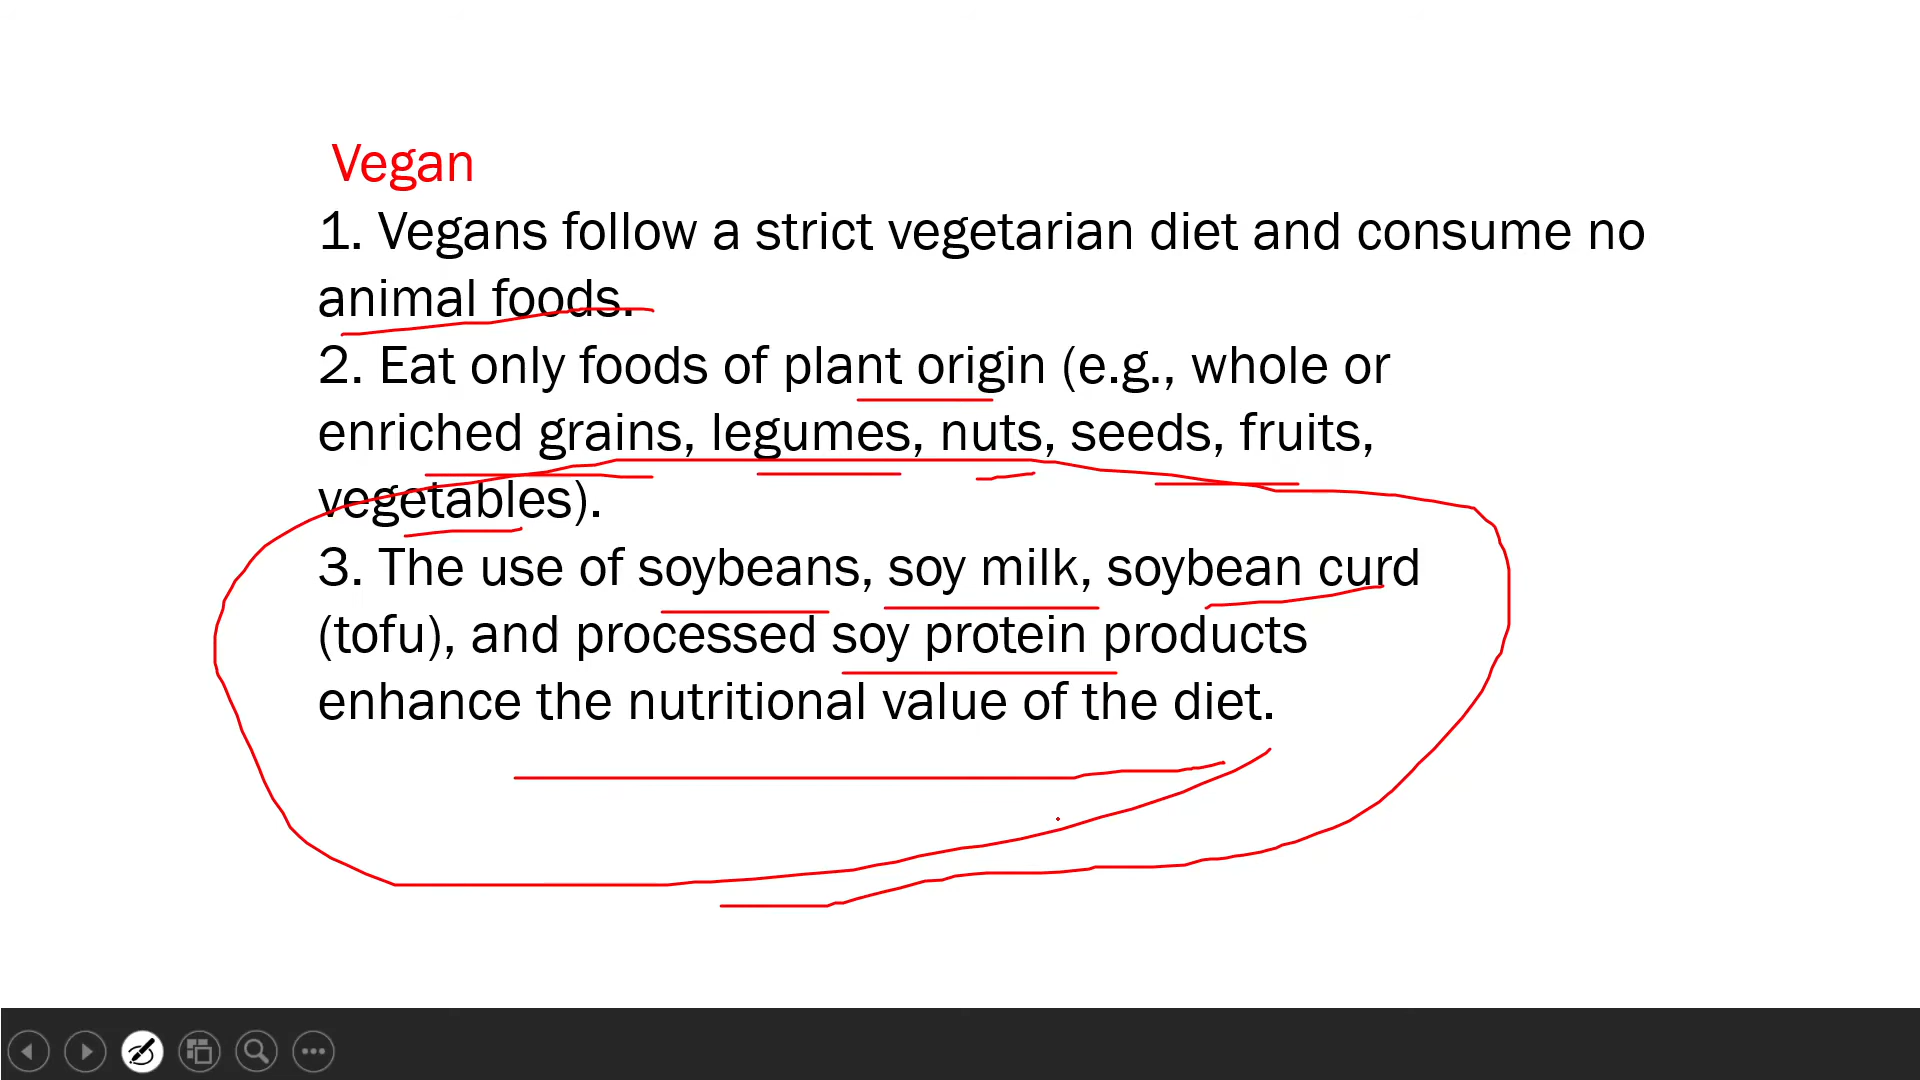 Vegan
1. Vegans follow a strict vegetarian diet and consume no
animal foods.
2. Eat only foods of plant origin (e.g., whole or
enriched grains, legumes, nuts, seeds, fruits,
vegetables).
3. The use of soybeans, soy milk, soybean curd
(tofu), and processed soy protein products
enhance the nutritional value of the diet.